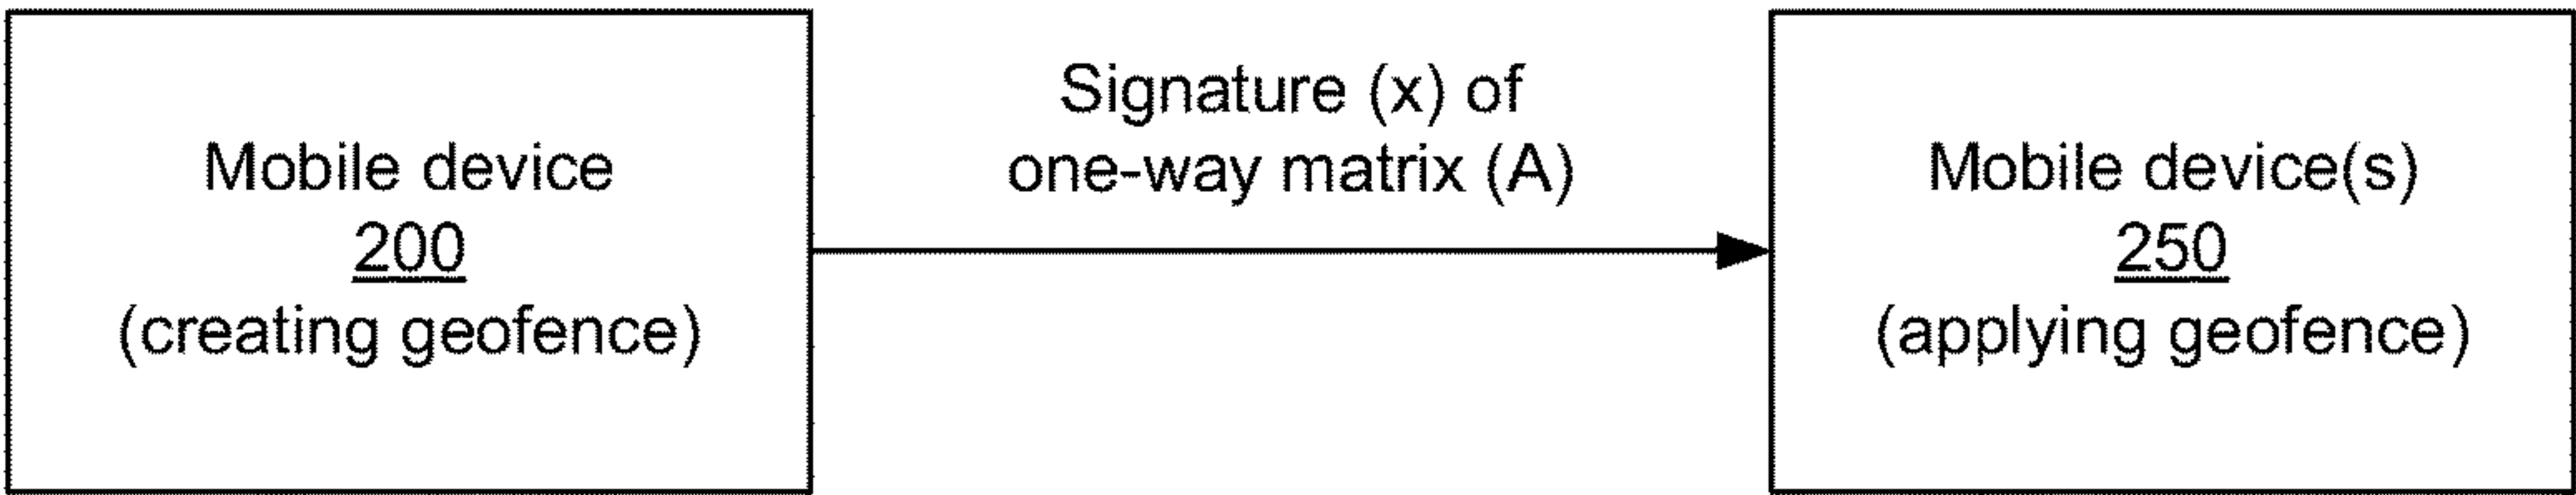 Mobile device
200
(creating geofence)
Signature (x) of
one-way matrix (A)
Mobile device(s)
250
(applying geofence)